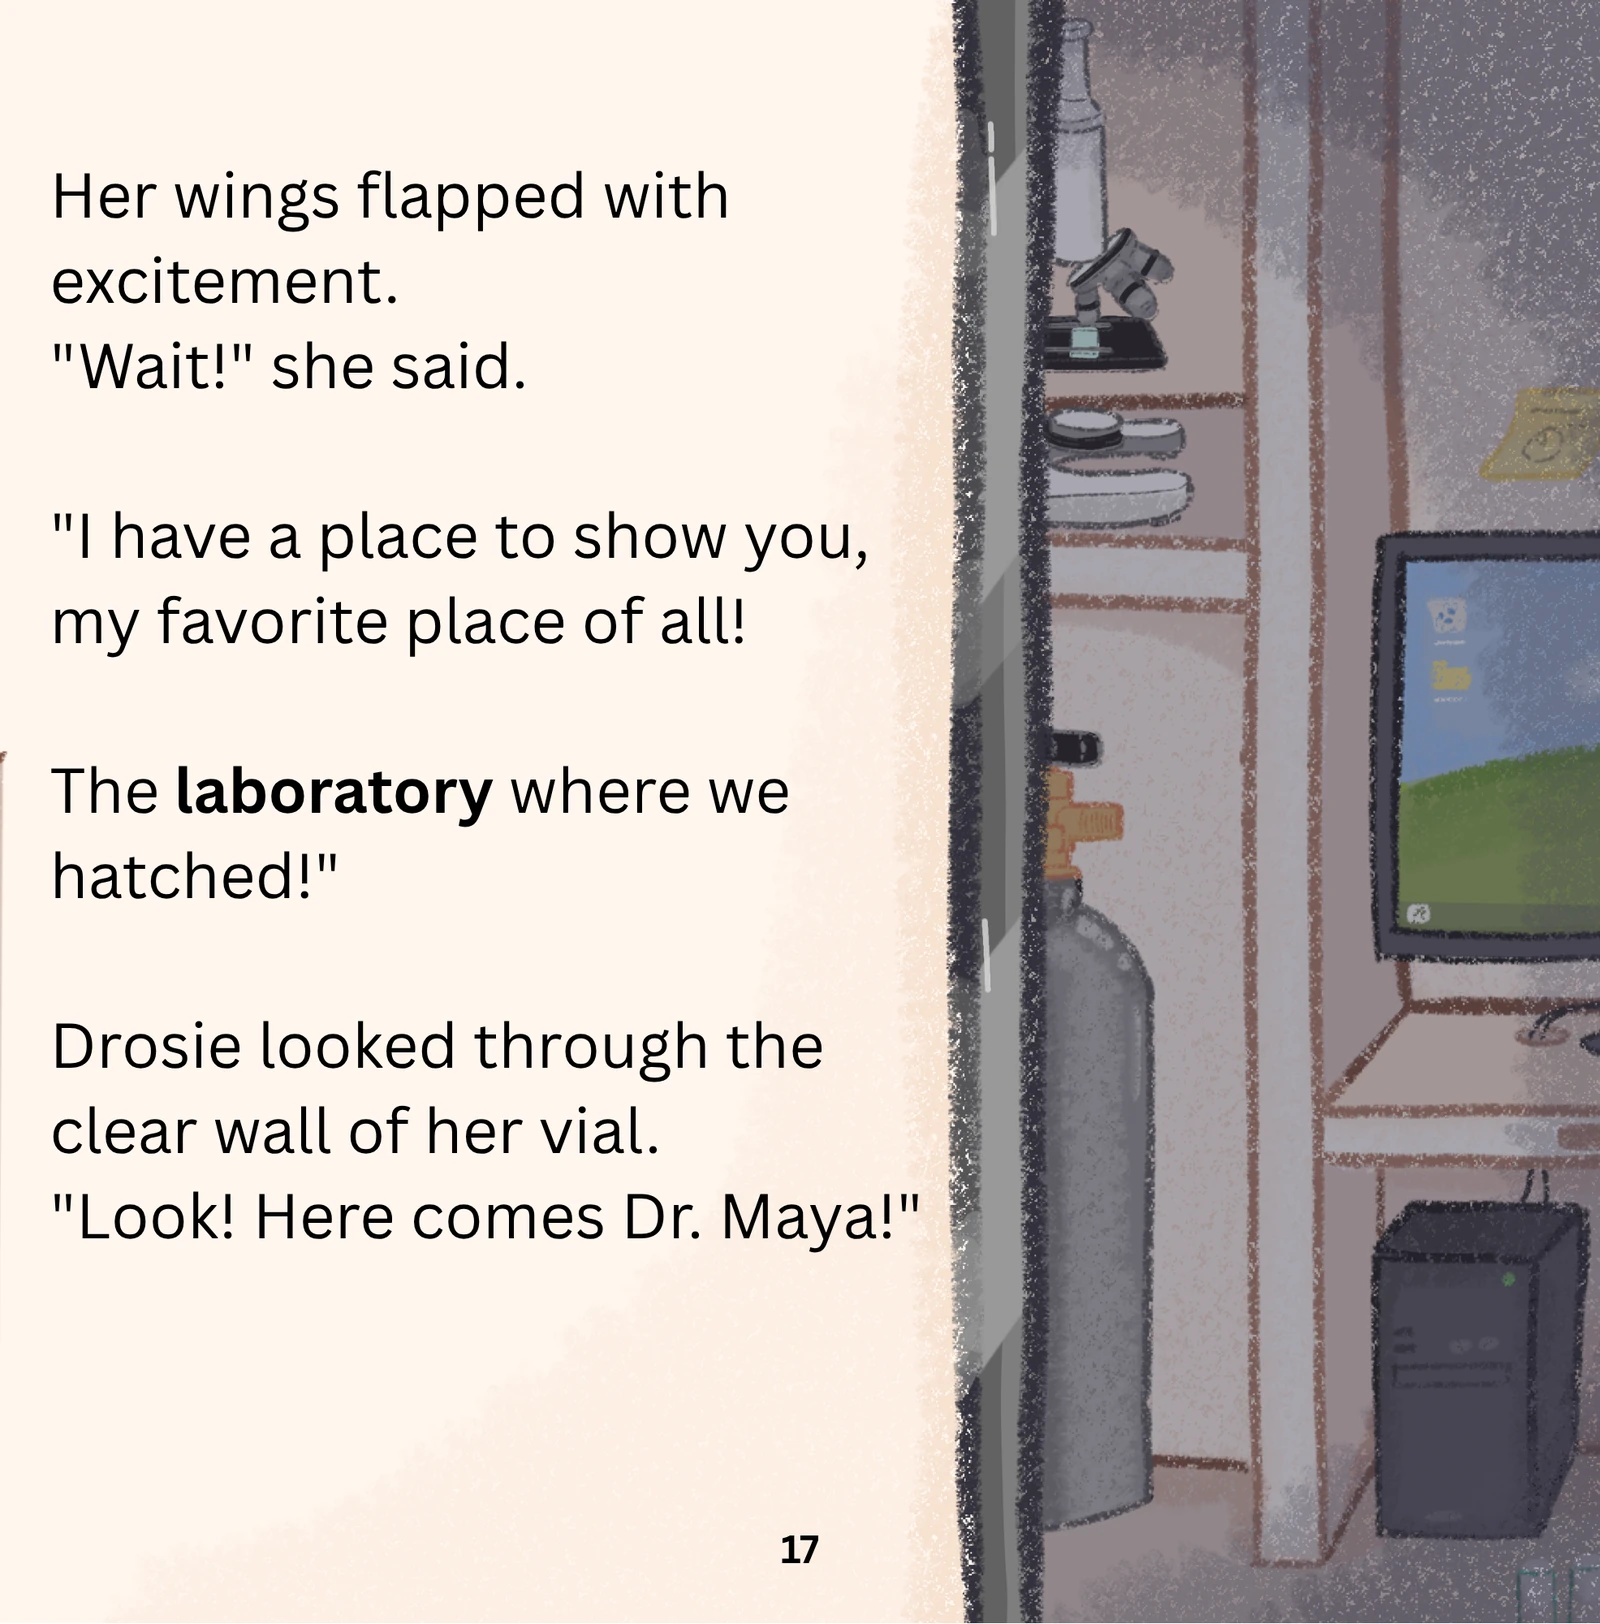 Her wings flapped with
excitement.
"Wait!" she said.
"I have a place to show you,
my favorite place of all!
The laboratory where we
hatched!"
Drosie looked through the
clear wall of her vial.
"Look! Here comes Dr. Maya!"
17